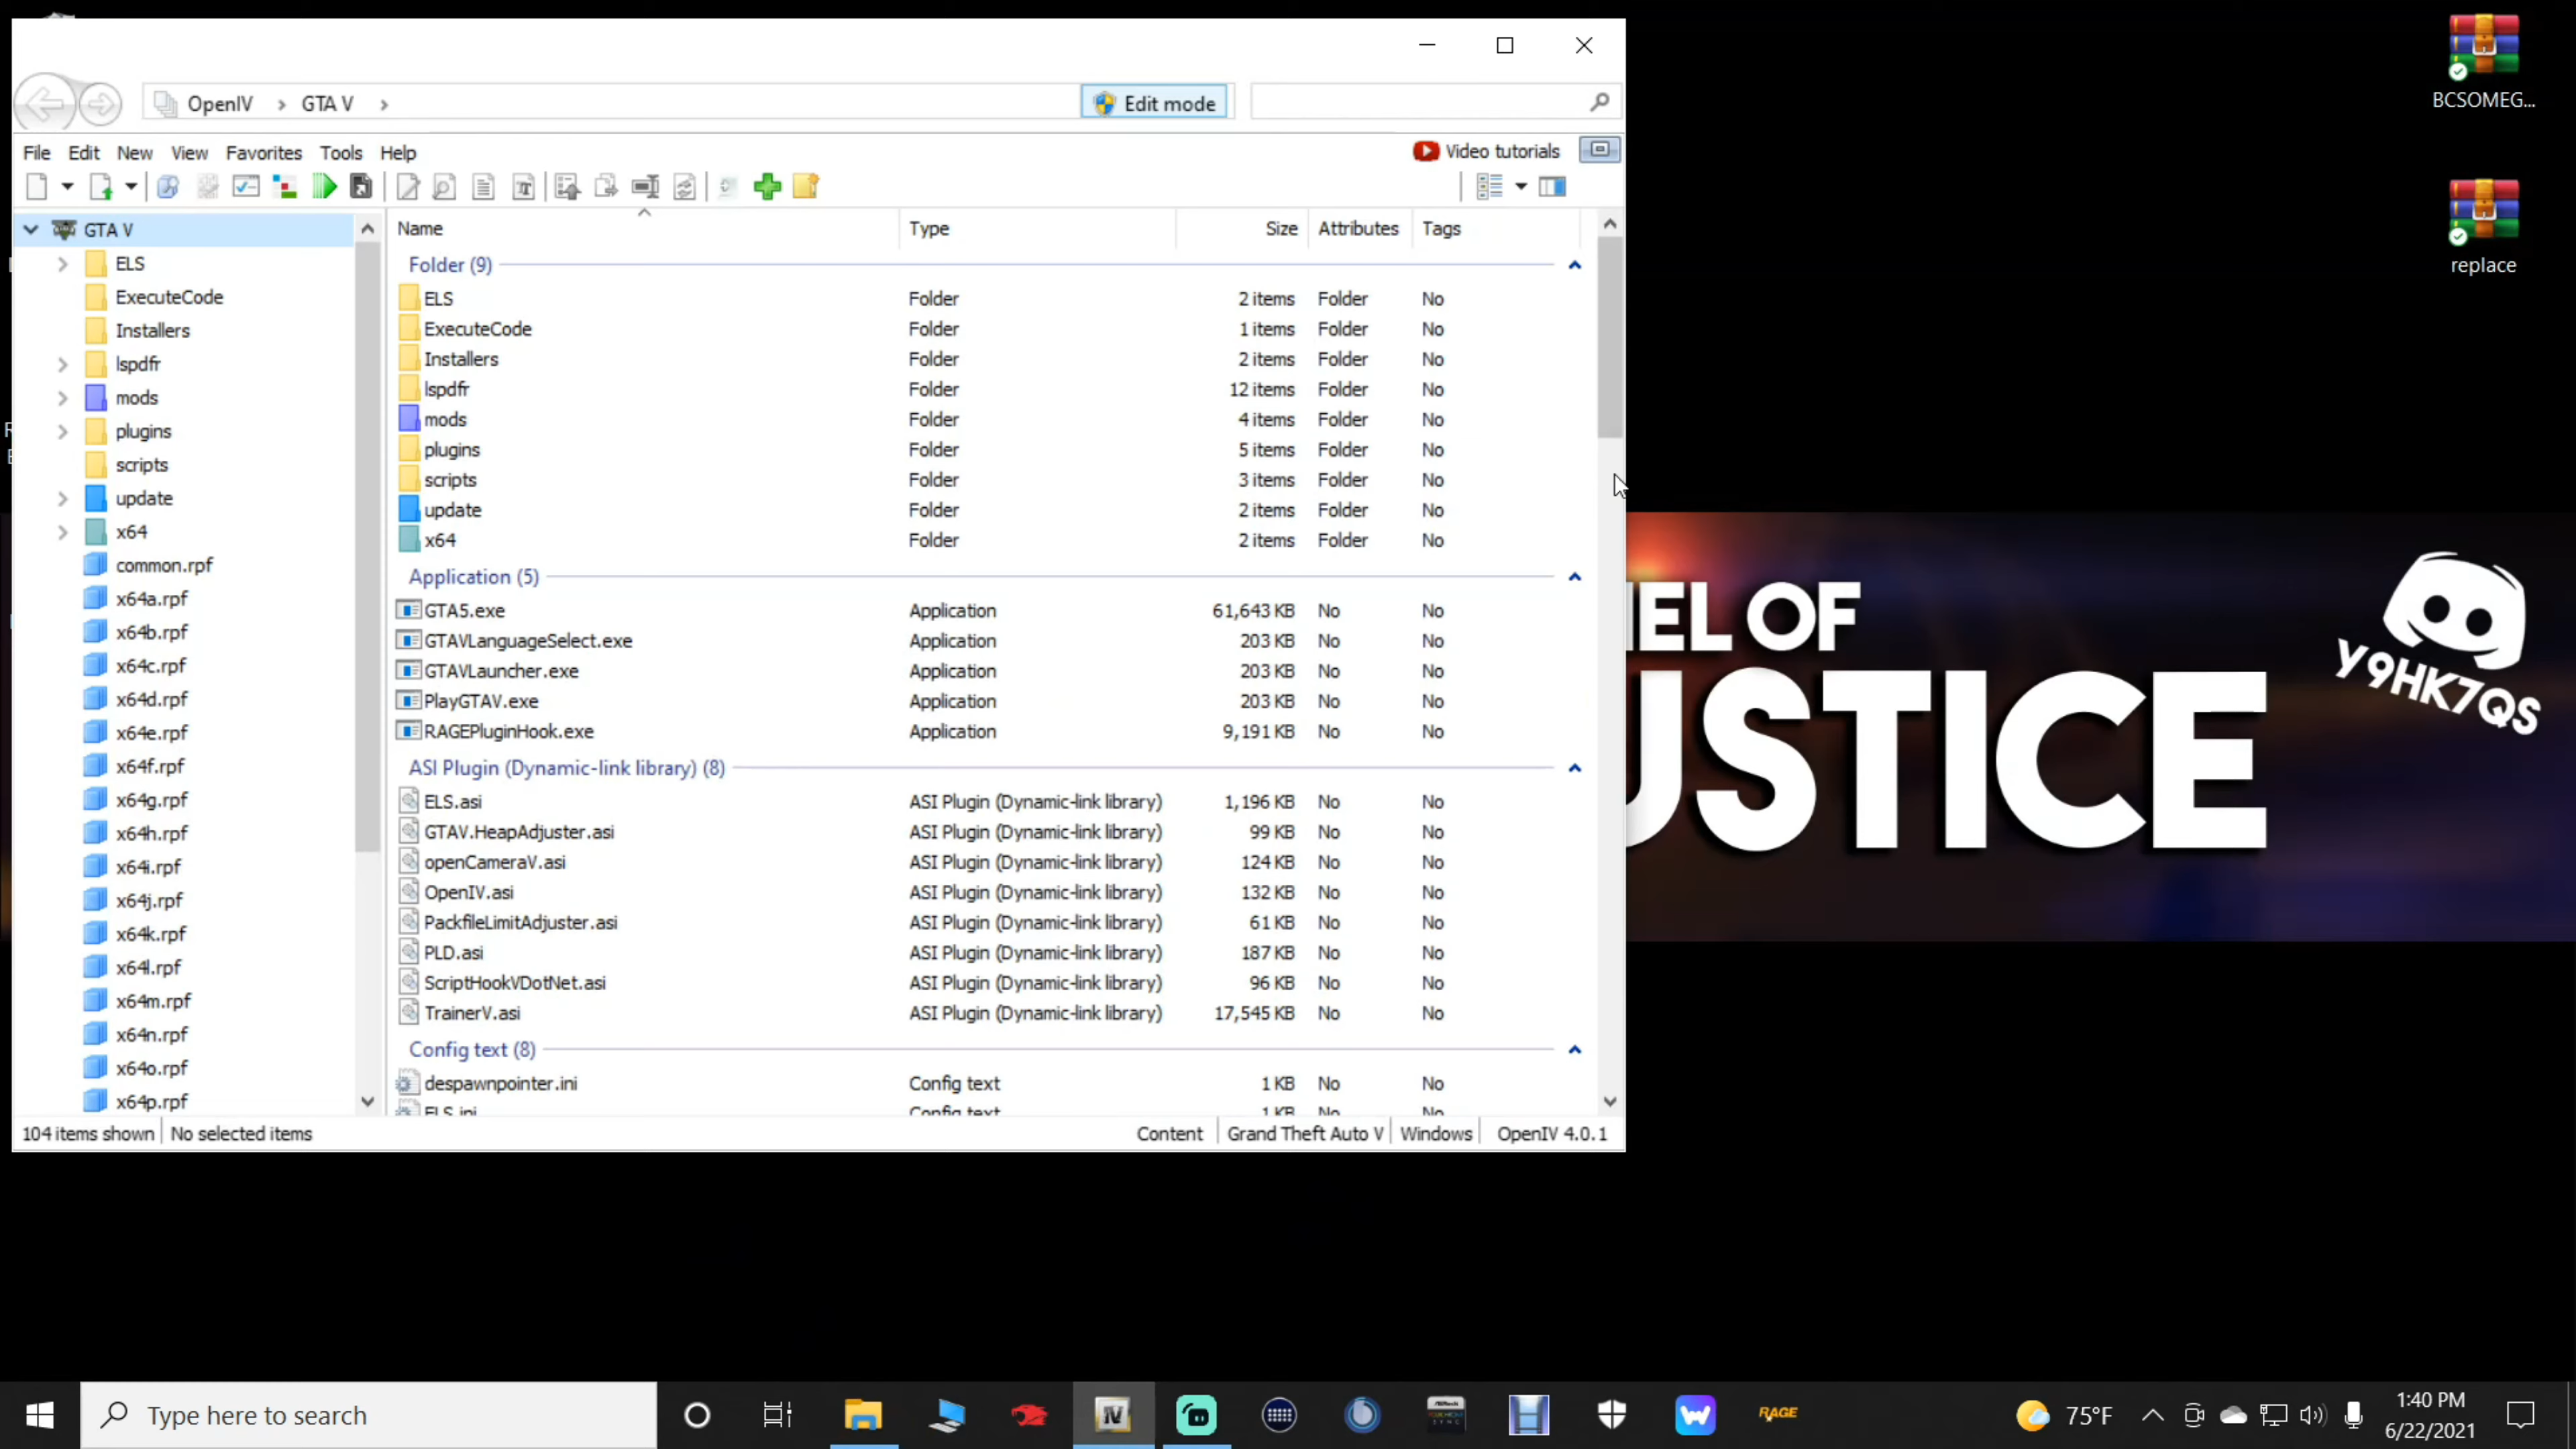 OpenIV › GTA V ›
Edit mode
File Edit New View Favorites Tools Help
Video tutorials
GTA V
ELS
ExecuteCode
Installers
lspdfr
mods
plugins
scripts
update
x64
common.rpf
x64a.rpf
x64b.rpf
x64c.rpf
x64d.rpf
x64e.rpf
x64f.rpf
x64g.rpf
x64h.rpf
x64i.rpf
x64j.rpf
x64k.rpf
x64l.rpf
x64m.rpf
x64n.rpf
x64o.rpf
x64p.rpf
Name Type Size Attributes Tags
Folder (9)
ELS Folder 2 items Folder No
ExecuteCode Folder 1 items Folder No
Installers Folder 2 items Folder No
lspdfr Folder 12 items Folder No
mods Folder 4 items Folder No
plugins Folder 5 items Folder No
scripts Folder 3 items Folder No
update Folder 2 items Folder No
x64 Folder 2 items Folder No
Application (5)
GTA5.exe Application 61,643 KB No No
GTAVLanguageSelect.exe Application 203 KB No No
GTAVLauncher.exe Application 203 KB No No
PlayGTAV.exe Application 203 KB No No
RAGEPluginHook.exe Application 9,191 KB No No
ASI Plugin (Dynamic-link library) (8)
ELS.asi ASI Plugin (Dynamic-link library) 1,196 KB No No
GTAV.HeapAdjuster.asi ASI Plugin (Dynamic-link library) 99 KB No No
openCameraV.asi ASI Plugin (Dynamic-link library) 124 KB No No
OpenIV.asi ASI Plugin (Dynamic-link library) 132 KB No No
PackfileLimitAdjuster.asi ASI Plugin (Dynamic-link library) 61 KB No No
PLD.asi ASI Plugin (Dynamic-link library) 187 KB No No
ScriptHookVDotNet.asi ASI Plugin (Dynamic-link library) 96 KB No No
TrainerV.asi ASI Plugin (Dynamic-link library) 17,545 KB No No
Config text (8)
despawnpointer.ini Config text 1 KB No No
ELS.ini Config text 1 KB No No
104 items shown No selected items Content Grand Theft Auto V Windows OpenIV 4.0.1
BCSOMEG...
replace
EL OF
USTICE
Y9HK7QS
Type here to search
IV
RAGE
75°F
1:40 PM
6/22/2021